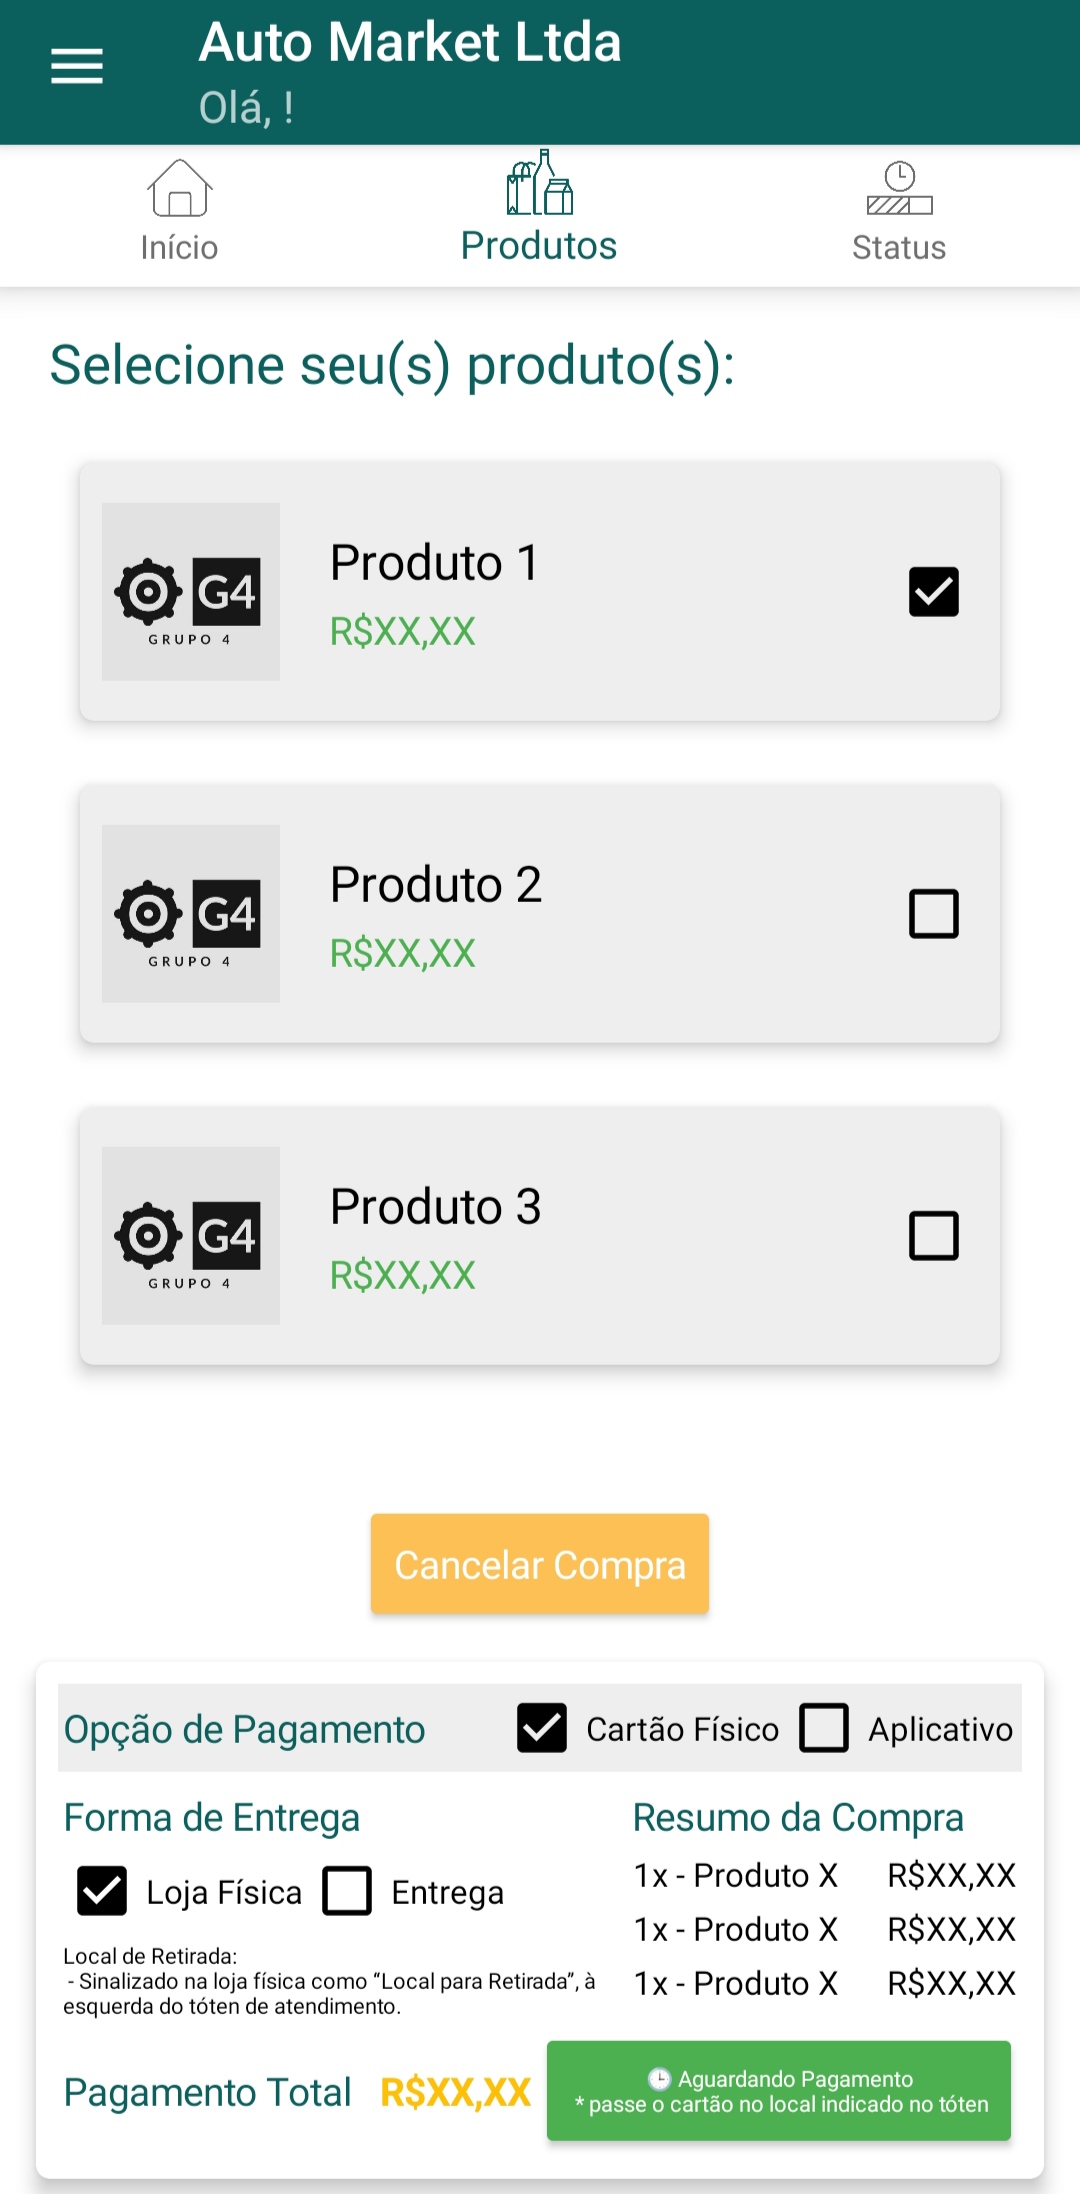 Auto Market Ltda
Olá, !
Início
Produtos
Status
Selecione seu(s) produto(s):
G4
GRUPO 4
Produto 1
R$XX,XX
G4
GRUPO 4
Produto 2
R$XX,XX
G4
GRUPO 4
Produto 3
R$XX,XX
Cancelar Compra
Opção de Pagamento
Cartão Físico
Aplicativo
Forma de Entrega
Loja Física
Entrega
Local de Retirada:
- Sinalizado na loja física como “Local para Retirada”, à
esquerda do tóten de atendimento.
Resumo da Compra
1x - Produto X R$XX,XX
1x - Produto X R$XX,XX
1x - Produto X R$XX,XX
Pagamento Total R$XX,XX
🕒 Aguardando Pagamento
* passe o cartão no local indicado no tóten